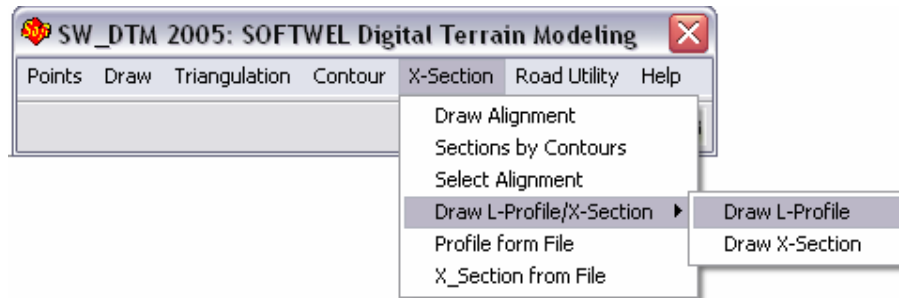 SW_DTM 2005: SOFTWEL Digital Terrain Modeling
Points Draw Triangulation Contour X-Section Road Utility Help
Draw Alignment
Sections by Contours
Select Alignment
Draw L-Profile/X-Section
Draw L-Profile
Draw X-Section
Profile form File
X_Section from File